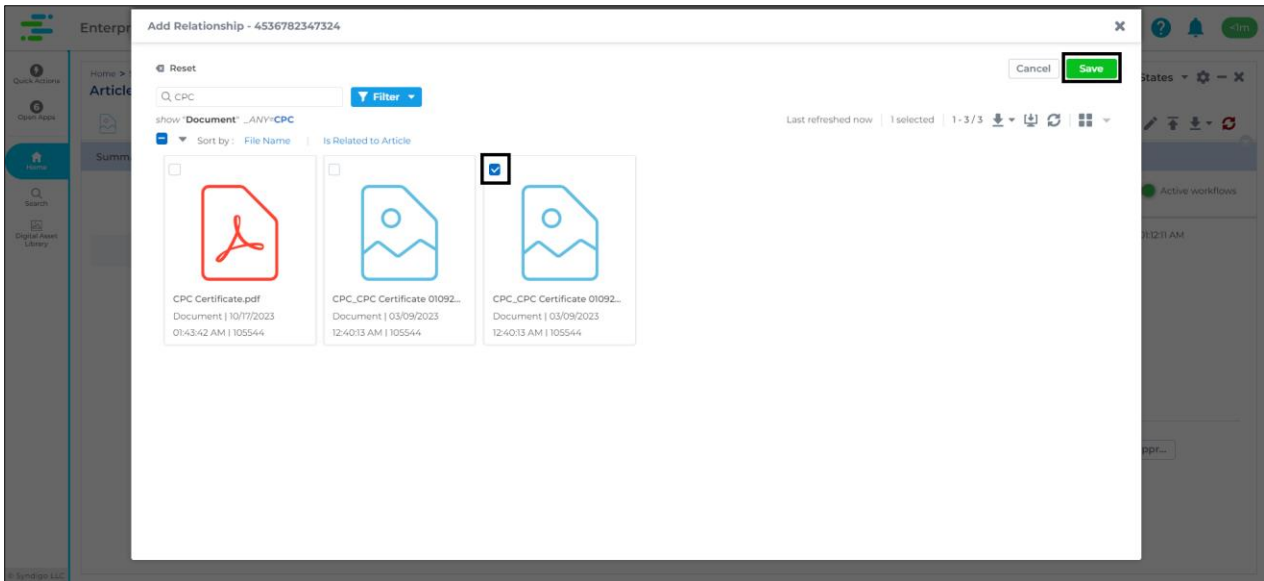 Enterpr
Add Relationship - 4536782347324
<1m
Quick Actions
Open Apps
Home
Search
Digital Asset
Library
Home >
Article
Summ
Reset
Cancel
Save
States
CPC
Filter
show "Document" _ANY=CPC
Last refreshed now | 1 selected | 1 - 3 / 3
Sort by : File Name | Is Related to Article
Active workflows
01:12:11 AM
CPC Certificate.pdf
Document | 10/17/2023
01:43:42 AM | 105544
CPC_CPC Certificate 01092...
Document | 03/09/2023
12:40:13 AM | 105544
CPC_CPC Certificate 01092...
Document | 03/09/2023
12:40:13 AM | 105544
ppr...
© Syndigo LLC